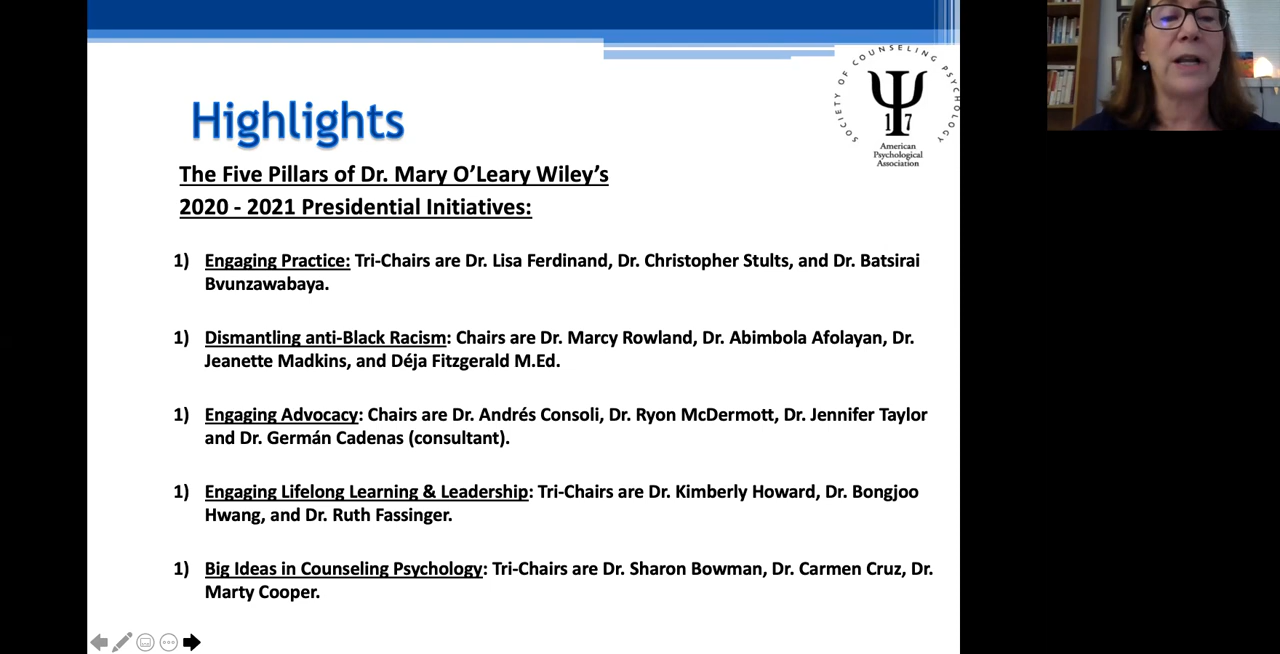 SOCIETY OF COUNSELING PSYCHOLOGY
17
American
Psychological
Association
Highlights
The Five Pillars of Dr. Mary O’Leary Wiley’s
2020 - 2021 Presidential Initiatives:
1) Engaging Practice: Tri-Chairs are Dr. Lisa Ferdinand, Dr. Christopher Stults, and Dr. Batsirai
Bvunzawabaya.
1) Dismantling anti-Black Racism: Chairs are Dr. Marcy Rowland, Dr. Abimbola Afolayan, Dr.
Jeanette Madkins, and Déja Fitzgerald M.Ed.
1) Engaging Advocacy: Chairs are Dr. Andrés Consoli, Dr. Ryon McDermott, Dr. Jennifer Taylor
and Dr. Germán Cadenas (consultant).
1) Engaging Lifelong Learning & Leadership: Tri-Chairs are Dr. Kimberly Howard, Dr. Bongjoo
Hwang, and Dr. Ruth Fassinger.
1) Big Ideas in Counseling Psychology: Tri-Chairs are Dr. Sharon Bowman, Dr. Carmen Cruz, Dr.
Marty Cooper.